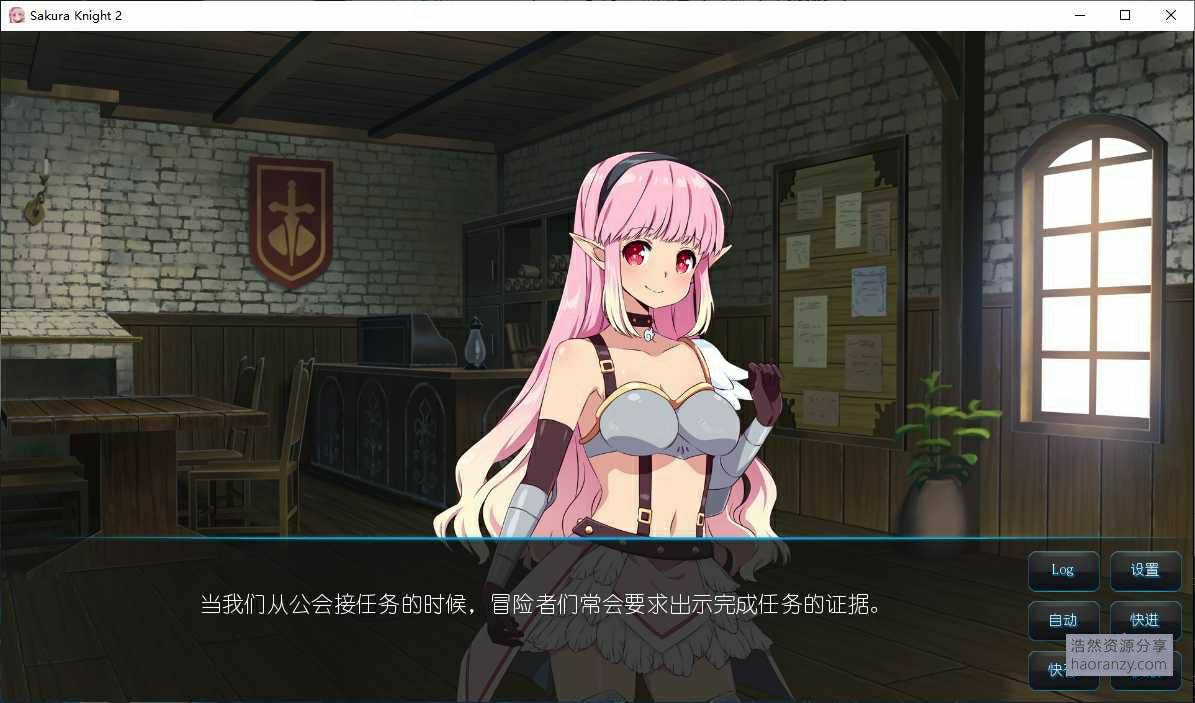 Sakura Knight 2
当我们从公会接任务的时候，冒险者们常会要求出示完成任务的证据。
Log
设置
自动
快进
浩然资源分享
haoranzy.com
快